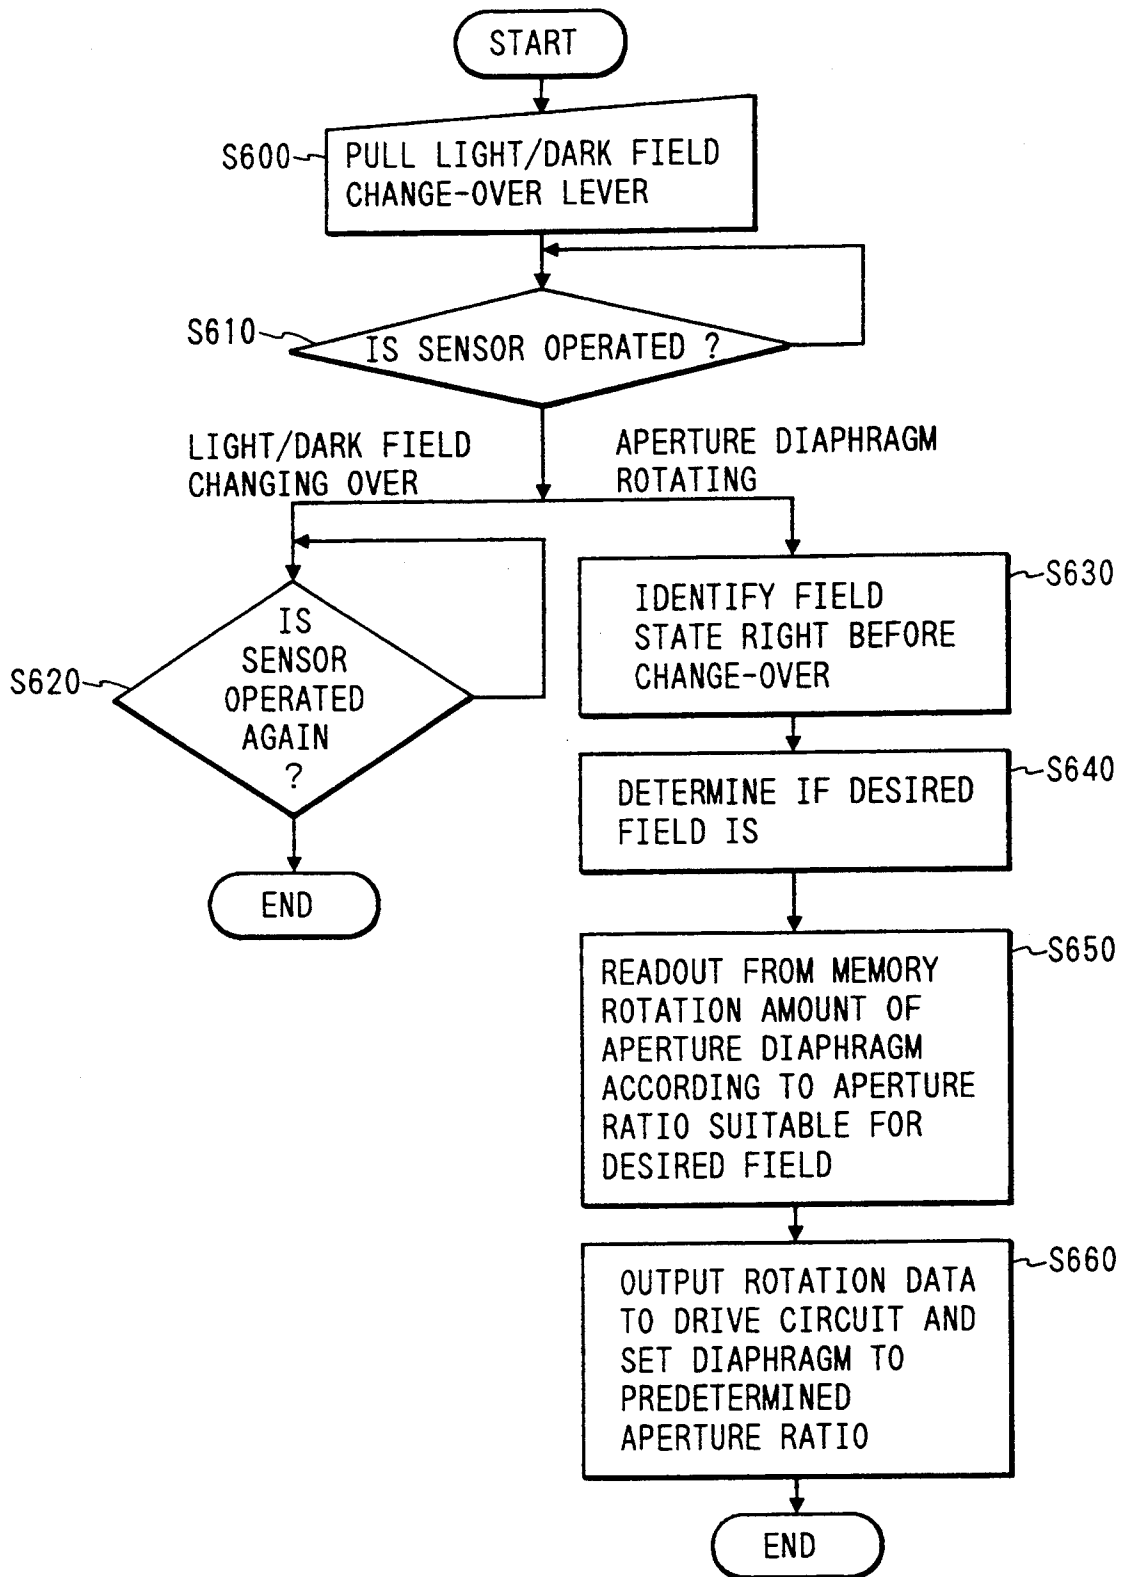 START
S600
PULL LIGHT/DARK FIELD
CHANGE-OVER LEVER
S610
IS SENSOR OPERATED ?
LIGHT/DARK FIELD
CHANGING OVER
APERTURE DIAPHRAGM
ROTATING
S620
IS
SENSOR
OPERATED
AGAIN
?
END
S630
IDENTIFY FIELD
STATE RIGHT BEFORE
CHANGE-OVER
S640
DETERMINE IF DESIRED
FIELD IS
S650
READOUT FROM MEMORY
ROTATION AMOUNT OF
APERTURE DIAPHRAGM
ACCORDING TO APERTURE
RATIO SUITABLE FOR
DESIRED FIELD
S660
OUTPUT ROTATION DATA
TO DRIVE CIRCUIT AND
SET DIAPHRAGM TO
PREDETERMINED
APERTURE RATIO
END